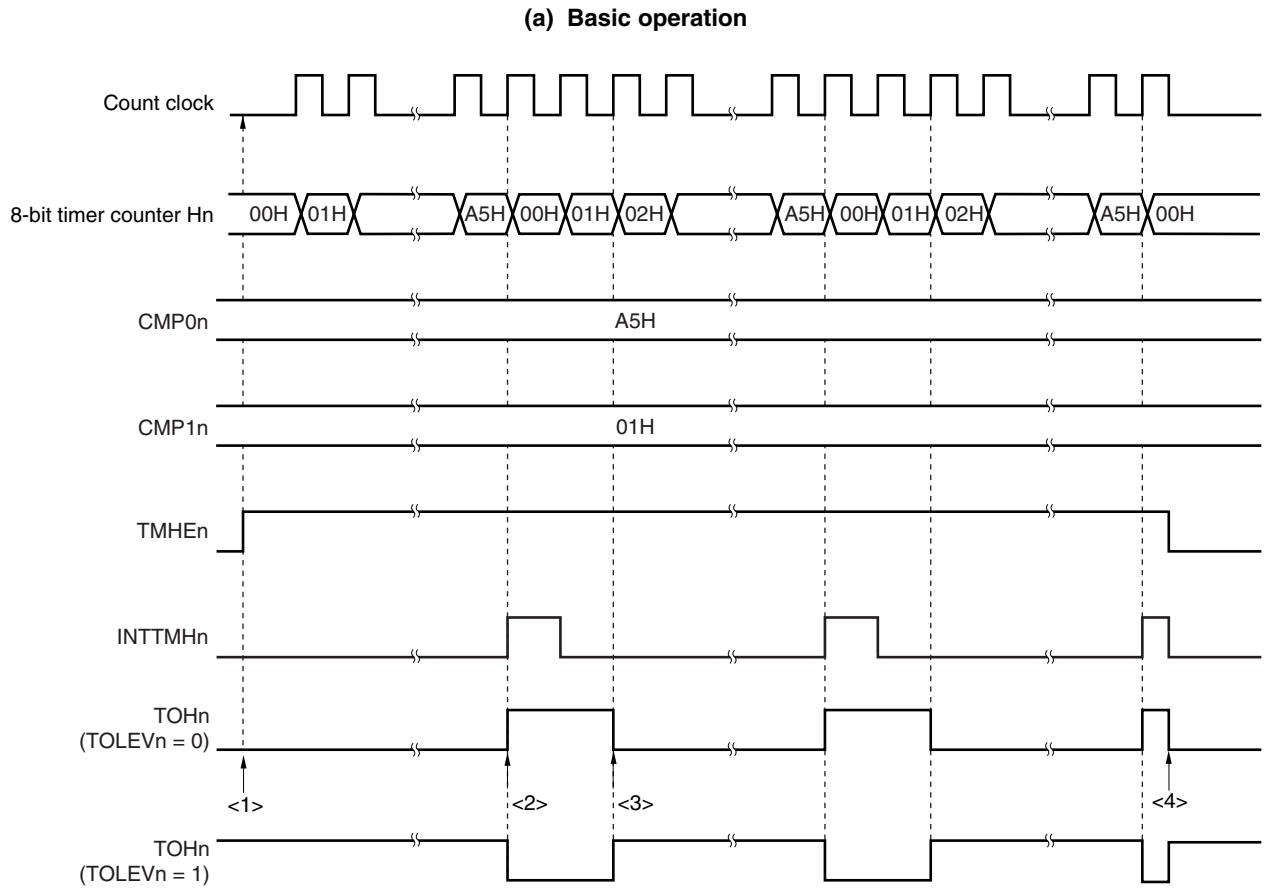 (a) Basic operation
Count clock
8-bit timer counter Hn
00H 01H A5H 00H 01H 02H A5H 00H 01H 02H A5H 00H
CMP0n
A5H
CMP1n
01H
TMHEn
INTTMHn
TOHn
(TOLEVn = 0)
<1> <2> <3> <4>
TOHn
(TOLEVn = 1)